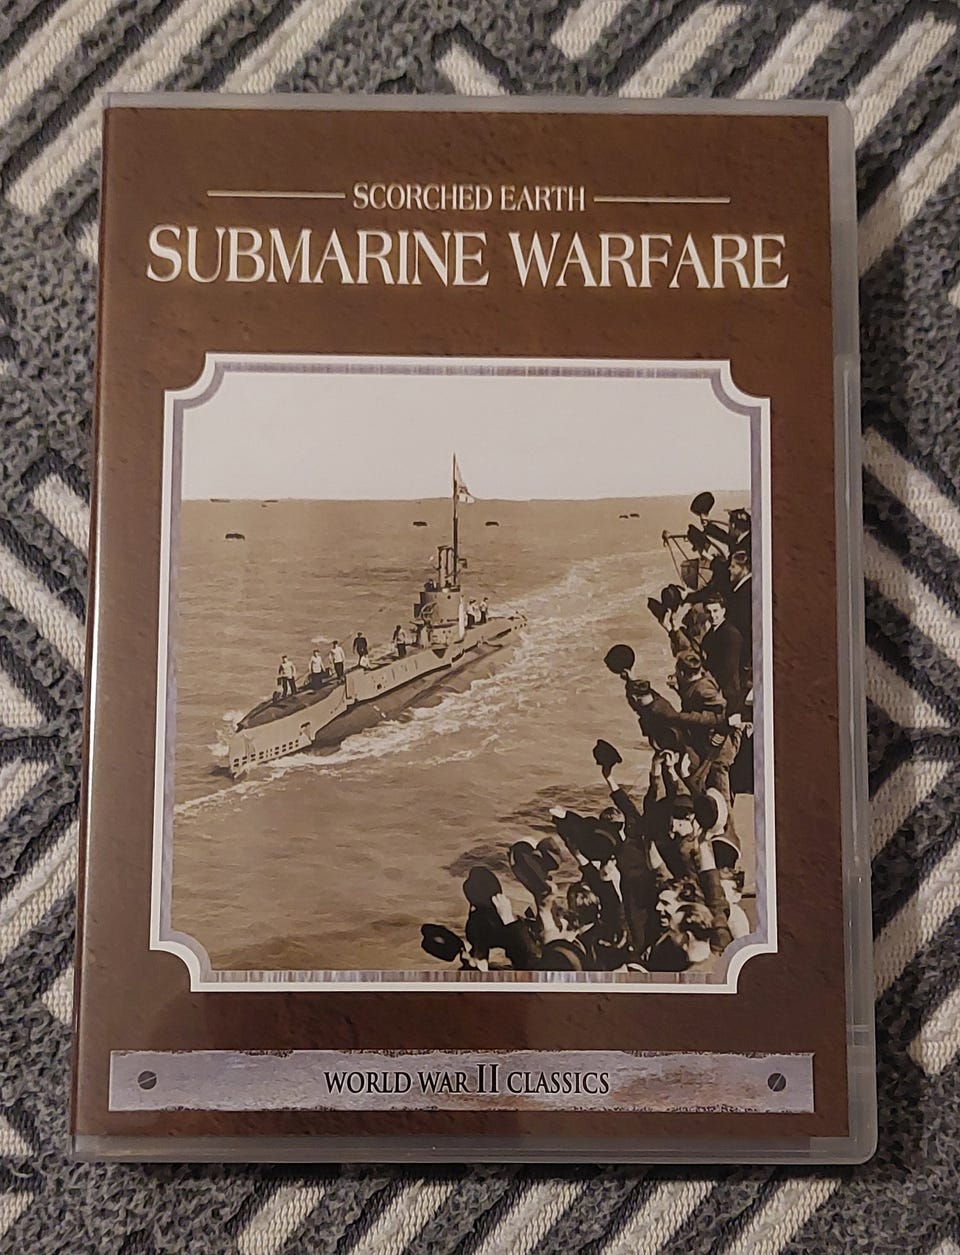 SCORCHED EARTH
SUBMARINE WARFARE
WORLD WAR II CLASSICS